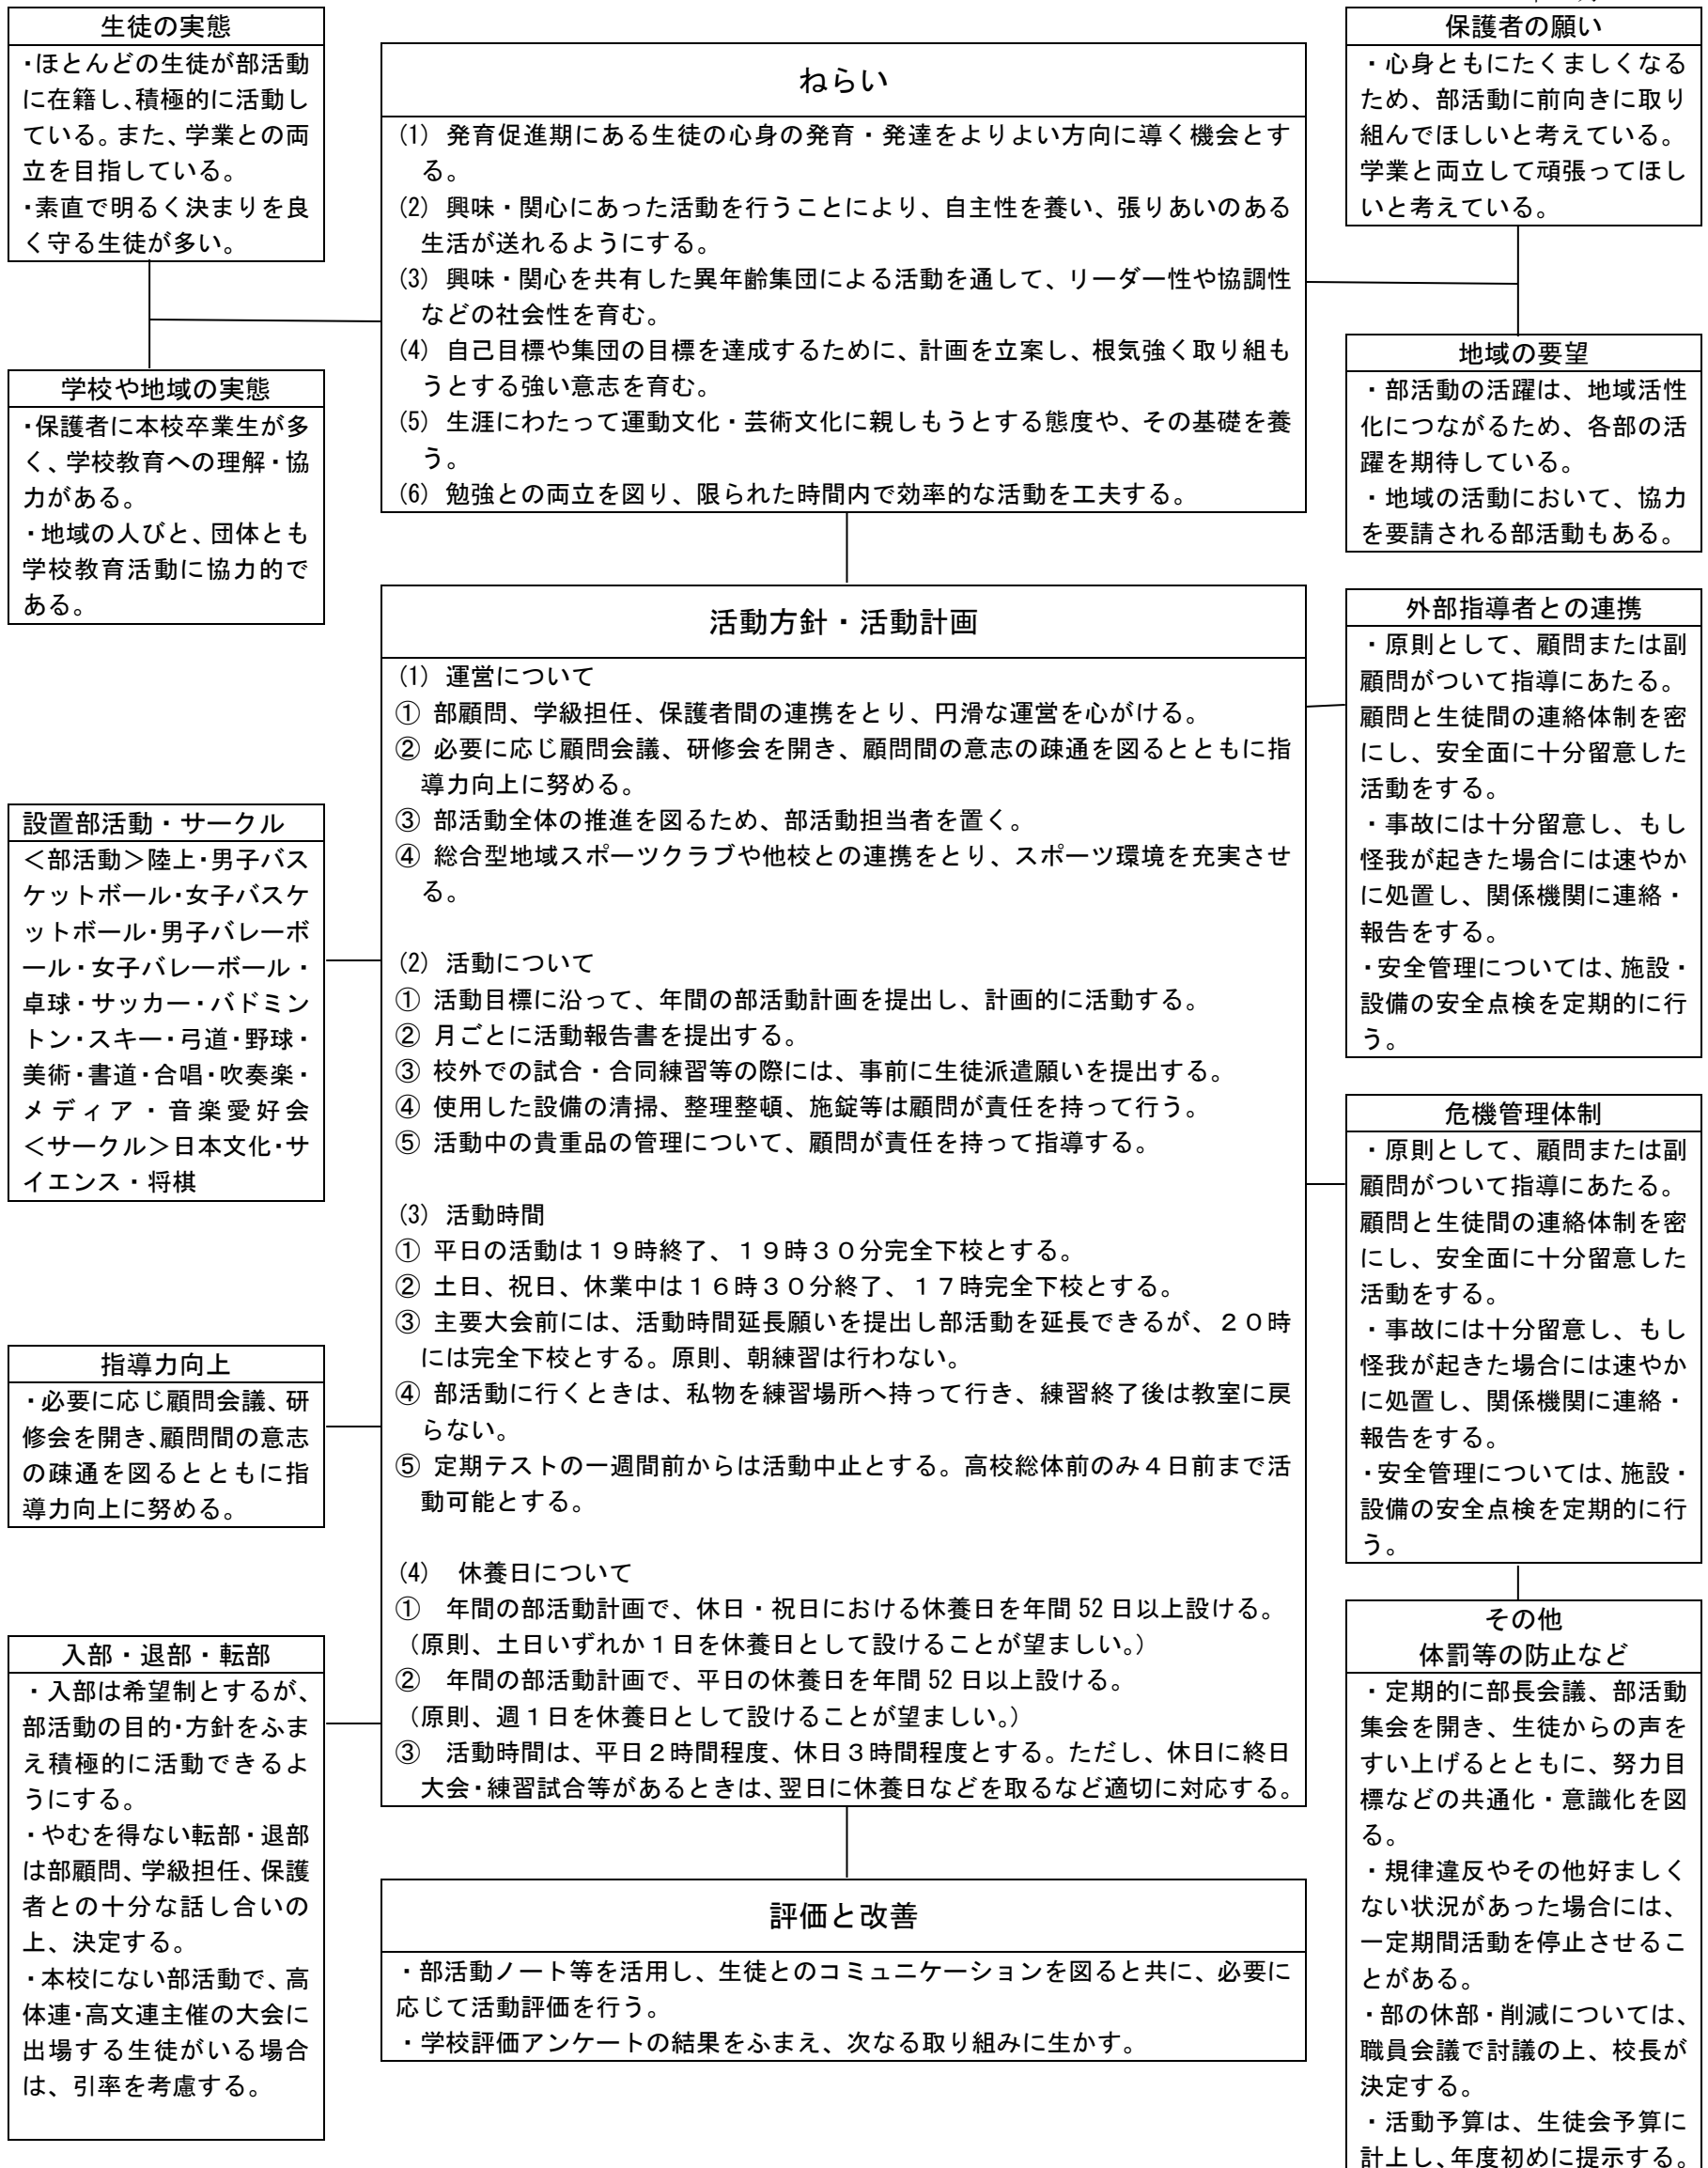 生徒の実態
・ほとんどの生徒が部活動
に在籍し、積極的に活動し
ている。また、学業との両
立を目指している。
・素直で明るく決まりを良
く守る生徒が多い。
学校や地域の実態
・保護者に本校卒業生が多
く、学校教育への理解・協
力がある。
・地域の人びと、団体とも
学校教育活動に協力的で
ある。
設置部活動・サークル
＜部活動＞陸上・男子バス
ケットボール・女子バスケ
ットボール・男子バレーボ
ール・女子バレーボール・
卓球・サッカー・バドミン
トン・スキー・弓道・野球・
美術・書道・合唱・吹奏楽・
メディア・音楽愛好会
＜サークル＞日本文化・サ
イエンス・将棋
指導力向上
・必要に応じ顧問会議、研
修会を開き、顧問間の意志
の疎通を図るとともに指
導力向上に努める。
入部・退部・転部
・入部は希望制とするが、
部活動の目的・方針をふま
え積極的に活動できるよ
うにする。
・やむを得ない転部・退部
は部顧問、学級担任、保護
者との十分な話し合いの
上、決定する。
・本校にない部活動で、高
体連・高文連主催の大会に
出場する生徒がいる場合
は、引率を考慮する。
ねらい
(1) 発育促進期にある生徒の心身の発育・発達をよりよい方向に導く機会とす
る。
(2) 興味・関心にあった活動を行うことにより、自主性を養い、張りあいのある
生活が送れるようにする。
(3) 興味・関心を共有した異年齢集団による活動を通して、リーダー性や協調性
などの社会性を育む。
(4) 自己目標や集団の目標を達成するために、計画を立案し、根気強く取り組も
うとする強い意志を育む。
(5) 生涯にわたって運動文化・芸術文化に親しもうとする態度や、その基礎を養
う。
(6) 勉強との両立を図り、限られた時間内で効率的な活動を工夫する。
活動方針・活動計画
(1) 運営について
① 部顧問、学級担任、保護者間の連携をとり、円滑な運営を心がける。
② 必要に応じ顧問会議、研修会を開き、顧問間の意志の疎通を図るとともに指
導力向上に努める。
③ 部活動全体の推進を図るため、部活動担当者を置く。
④ 総合型地域スポーツクラブや他校との連携をとり、スポーツ環境を充実させ
る。
(2) 活動について
① 活動目標に沿って、年間の部活動計画を提出し、計画的に活動する。
② 月ごとに活動報告書を提出する。
③ 校外での試合・合同練習等の際には、事前に生徒派遣願いを提出する。
④ 使用した設備の清掃、整理整頓、施錠等は顧問が責任を持って行う。
⑤ 活動中の貴重品の管理について、顧問が責任を持って指導する。
(3) 活動時間
① 平日の活動は１９時終了、１９時３０分完全下校とする。
② 土日、祝日、休業中は１６時３０分終了、１７時完全下校とする。
③ 主要大会前には、活動時間延長願いを提出し部活動を延長できるが、２０時
には完全下校とする。原則、朝練習は行わない。
④ 部活動に行くときは、私物を練習場所へ持って行き、練習終了後は教室に戻
らない。
⑤ 定期テストの一週間前からは活動中止とする。高校総体前のみ４日前まで活
動可能とする。
(4) 休養日について
① 年間の部活動計画で、休日・祝日における休養日を年間 52 日以上設ける。
（原則、土日いずれか１日を休養日として設けることが望ましい。）
② 年間の部活動計画で、平日の休養日を年間 52 日以上設ける。
（原則、週１日を休養日として設けることが望ましい。）
③ 活動時間は、平日２時間程度、休日３時間程度とする。ただし、休日に終日
大会・練習試合等があるときは、翌日に休養日などを取るなど適切に対応する。
評価と改善
・部活動ノート等を活用し、生徒とのコミュニケーションを図ると共に、必要に
応じて活動評価を行う。
・学校評価アンケートの結果をふまえ、次なる取り組みに生かす。
保護者の願い
・心身ともにたくましくなる
ため、部活動に前向きに取り
組んでほしいと考えている。
学業と両立して頑張ってほし
いと考えている。
地域の要望
・部活動の活躍は、地域活性
化につながるため、各部の活
躍を期待している。
・地域の活動において、協力
を要請される部活動もある。
外部指導者との連携
・原則として、顧問または副
顧問がついて指導にあたる。
顧問と生徒間の連絡体制を密
にし、安全面に十分留意した
活動をする。
・事故には十分留意し、もし
怪我が起きた場合には速やか
に処置し、関係機関に連絡・
報告をする。
・安全管理については、施設・
設備の安全点検を定期的に行
う。
危機管理体制
・原則として、顧問または副
顧問がついて指導にあたる。
顧問と生徒間の連絡体制を密
にし、安全面に十分留意した
活動をする。
・事故には十分留意し、もし
怪我が起きた場合には速やか
に処置し、関係機関に連絡・
報告をする。
・安全管理については、施設・
設備の安全点検を定期的に行
う。
その他
体罰等の防止など
・定期的に部長会議、部活動
集会を開き、生徒からの声を
すい上げるとともに、努力目
標などの共通化・意識化を図
る。
・規律違反やその他好ましく
ない状況があった場合には、
一定期間活動を停止させるこ
とがある。
・部の休部・削減については、
職員会議で討議の上、校長が
決定する。
・活動予算は、生徒会予算に
計上し、年度初めに提示する。